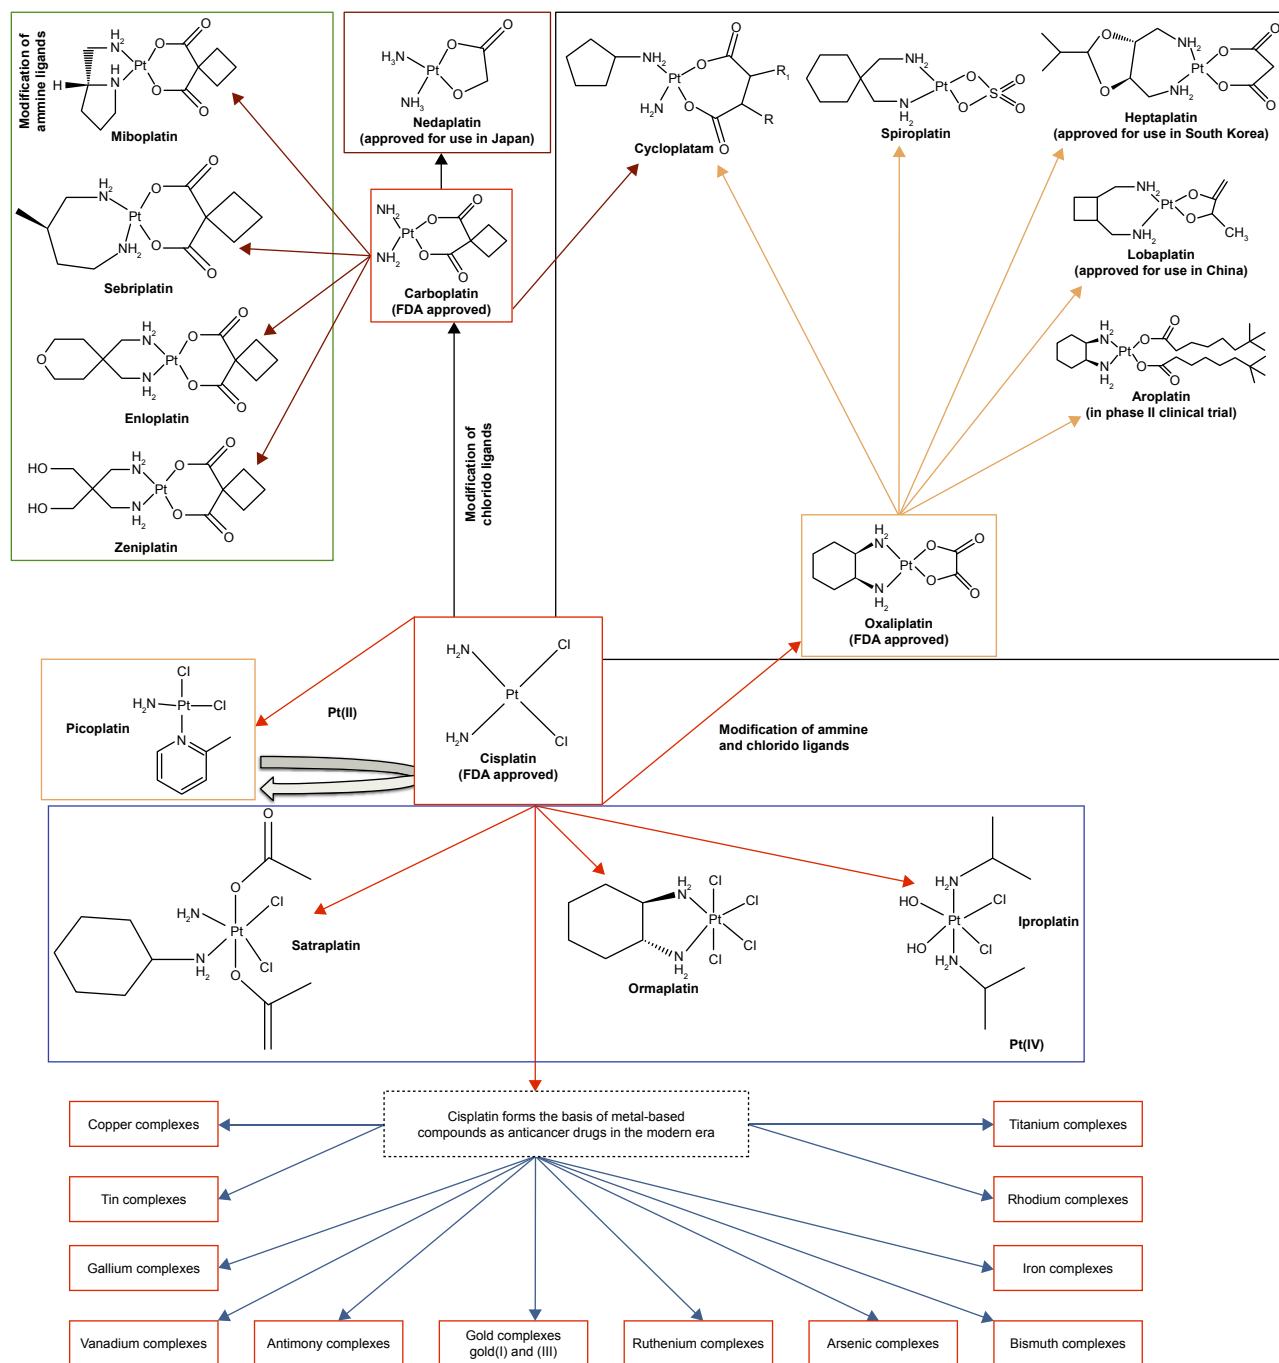 Modification of
ammine ligands
Miboplatin
Sebriplatin
Enloplatin
Zeniplatin
Nedaplatin
(approved for use in Japan)
Carboplatin
(FDA approved)
Modification of
chlorido ligands
Cycloplatam
Spiroplatin
Heptaplatin
(approved for use in South Korea)
Lobaplatin
(approved for use in China)
Aroplatin
(in phase II clinical trial)
Oxaliplatin
(FDA approved)
Picoplatin
Pt(II)
Cisplatin
(FDA approved)
Modification of ammine
and chlorido ligands
Satraplatin
Ormaplatin
Iproplatin
Pt(IV)
Cisplatin forms the basis of metal-based
compounds as anticancer drugs in the modern era
Copper complexes
Titanium complexes
Tin complexes
Rhodium complexes
Gallium complexes
Iron complexes
Vanadium complexes
Antimony complexes
Gold complexes
gold(I) and (III)
Ruthenium complexes
Arsenic complexes
Bismuth complexes